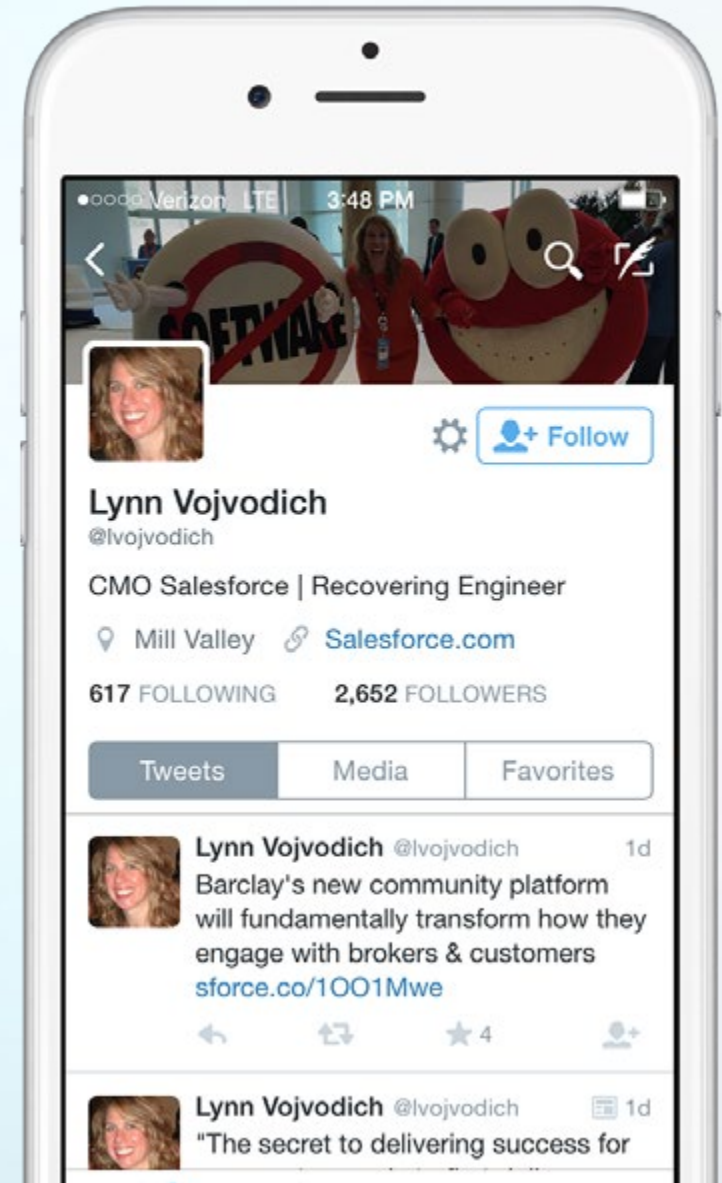 Verizon LTE 3:48 PM
SOFTWARE
Follow
Lynn Vojvodich
@lvojvodich
CMO Salesforce | Recovering Engineer
Mill Valley Salesforce.com
617 FOLLOWING 2,652 FOLLOWERS
Tweets Media Favorites
Lynn Vojvodich @lvojvodich 1d
Barclay's new community platform
will fundamentally transform how they
engage with brokers & customers
sforce.co/1OO1Mwe
4
Lynn Vojvodich @lvojvodich 1d
"The secret to delivering success for